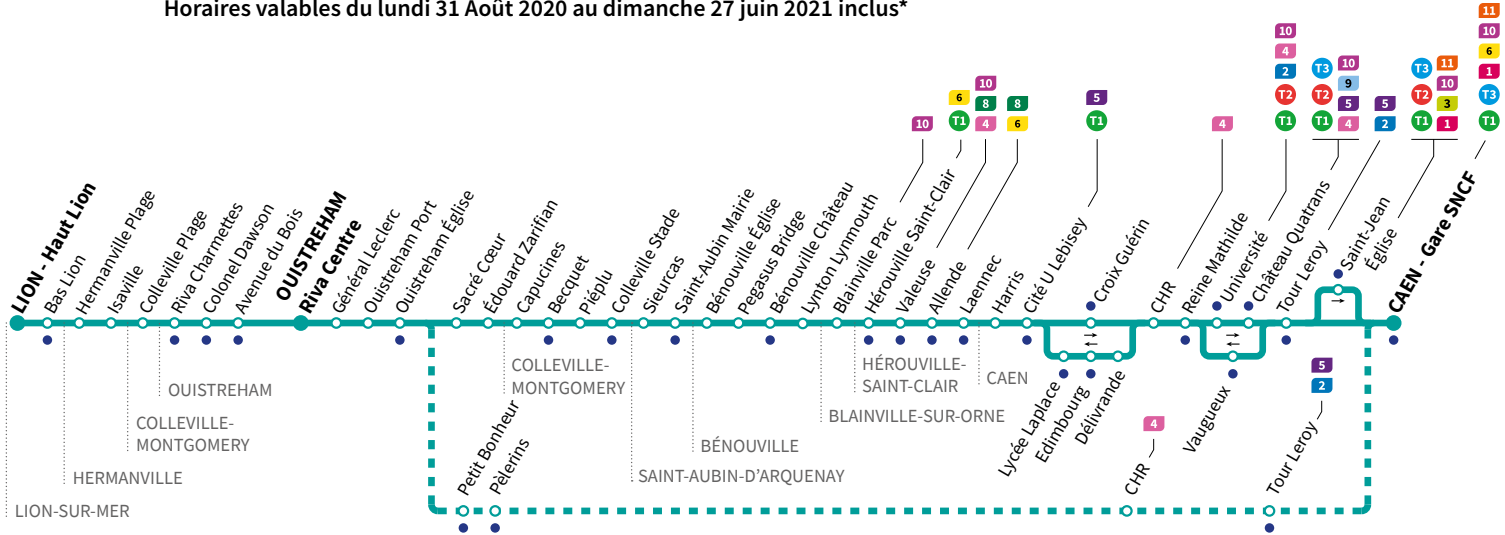 Horaires valables du lundi 31 Août 2020 au dimanche 27 juin 2021 inclus*
LION - Haut Lion
Bas Lion
Hermanville Plage
Isaville
Colleville Plage
Riva Charmettes
Colonel Dawson
Avenue du Bois
OUISTREHAM
Riva Centre
Général Leclerc
Ouistreham Port
Ouistreham Église
Sacré Cœur
Édouard Zarifian
Capucines
Becquet
Piéplu
Colleville Stade
Sieurcas
Saint-Aubin Mairie
Bénouville Église
Pegasus Bridge
Bénouville Château
Lynton Lynmouth
Blainville Parc
10
Hérouville Saint-Clair
6
T1
Valeuse
10
8
4
Allende
8
6
Laennec
Harris
Cité U Lebisey
5
T1
Croix Guérin
CHR
4
Reine Mathilde
Université
10
4
2
T2
T1
Château Quatrans
T3
T2
T1
10
9
5
4
Tour Leroy
5
2
Saint-Jean
Église
T3
T2
T1
11
10
3
1
CAEN - Gare SNCF
11
10
6
1
T3
T1
Lycée Laplace
Edimbourg
Délivrande
Vaugueux
Petit Bonheur
Pèlerins
CHR
4
Tour Leroy
5
2
LION-SUR-MER
HERMANVILLE
COLLEVILLE-
MONTGOMERY
OUISTREHAM
COLLEVILLE-
MONTGOMERY
SAINT-AUBIN-D'ARQUENAY
BÉNOUVILLE
BLAINVILLE-SUR-ORNE
HÉROUVILLE-
SAINT-CLAIR
CAEN